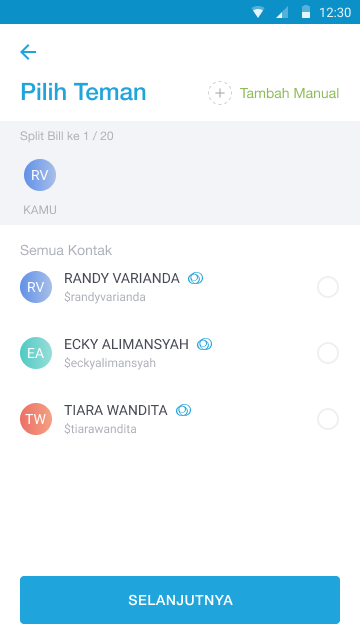 12:30
Pilih Teman
Tambah Manual
Split Bill ke 1 / 20
RV
KAMU
Semua Kontak
RV
RANDY VARIANDA
$randyvarianda
EA
ECKY ALIMANSYAH
$eckyalimansyah
TW
TIARA WANDITA
$tiarawandita
SELANJUTNYA